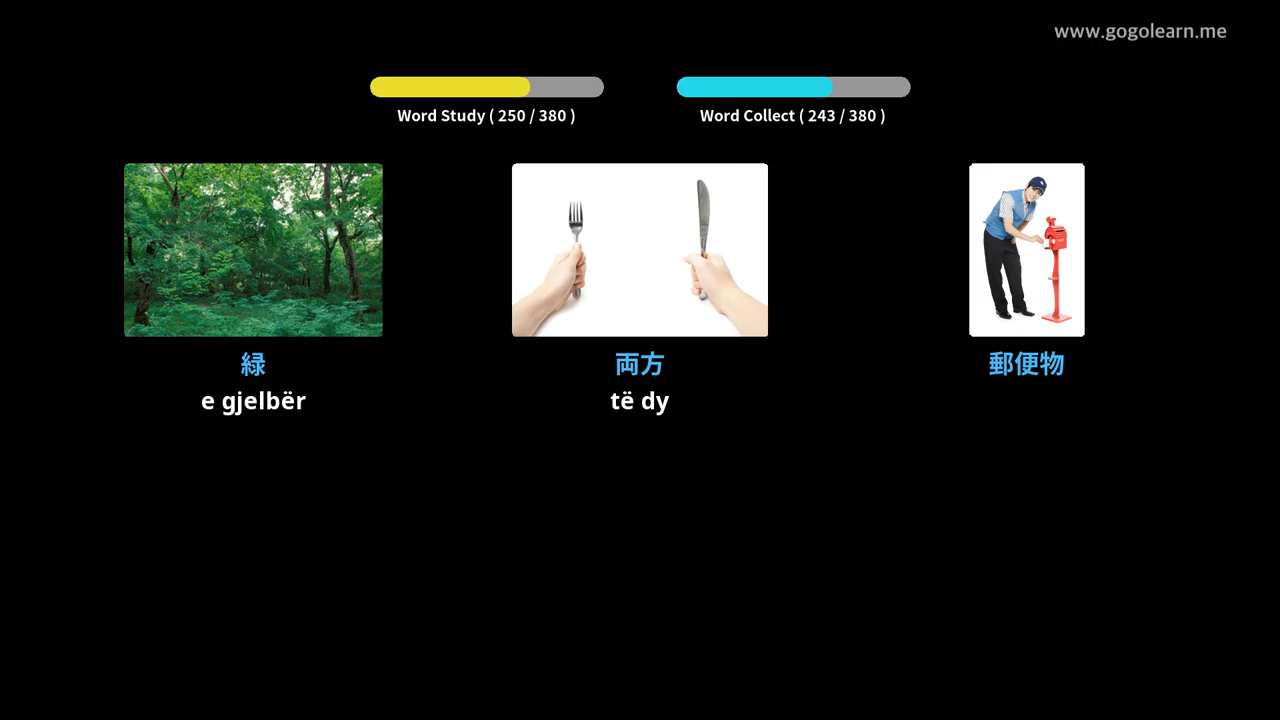 www.gogolearn.me
Word Study ( 250 / 380 )
Word Collect ( 243 / 380 )
緑
両方
郵便物
e gjelbër
të dy